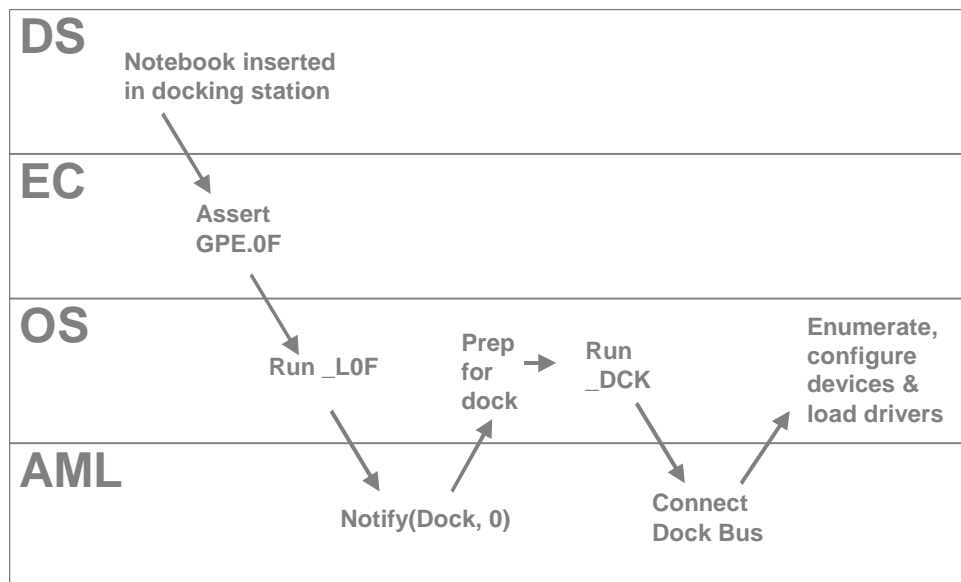 DS
Notebook inserted
in docking station
EC
Assert
GPE.0F
OS
Run _L0F
Prep
for
dock
Run
_DCK
Enumerate,
configure
devices &
load drivers
AML
Notify(Dock, 0)
Connect
Dock Bus